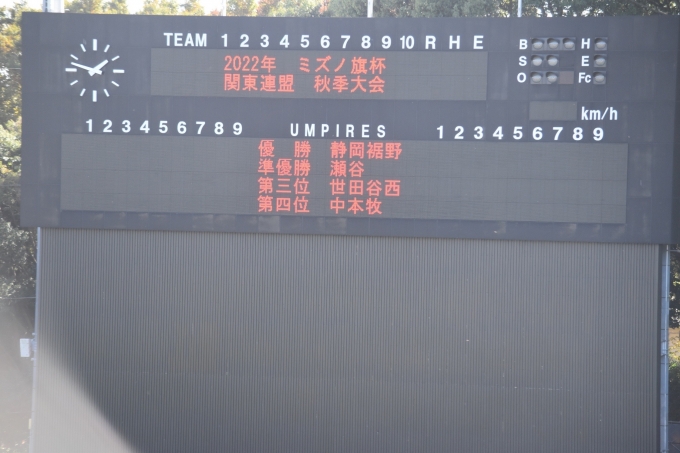 TEAM 1 2 3 4 5 6 7 8 9 10 R H E
B H
2022年 ミズノ旗杯
S E
関東連盟 秋季大会
O Fc
km/h
1 2 3 4 5 6 7 8 9 UMPIRES 1 2 3 4 5 6 7 8 9
優勝 静岡裾野
準優勝 瀬谷
第三位 世田谷西
第四位 中本牧